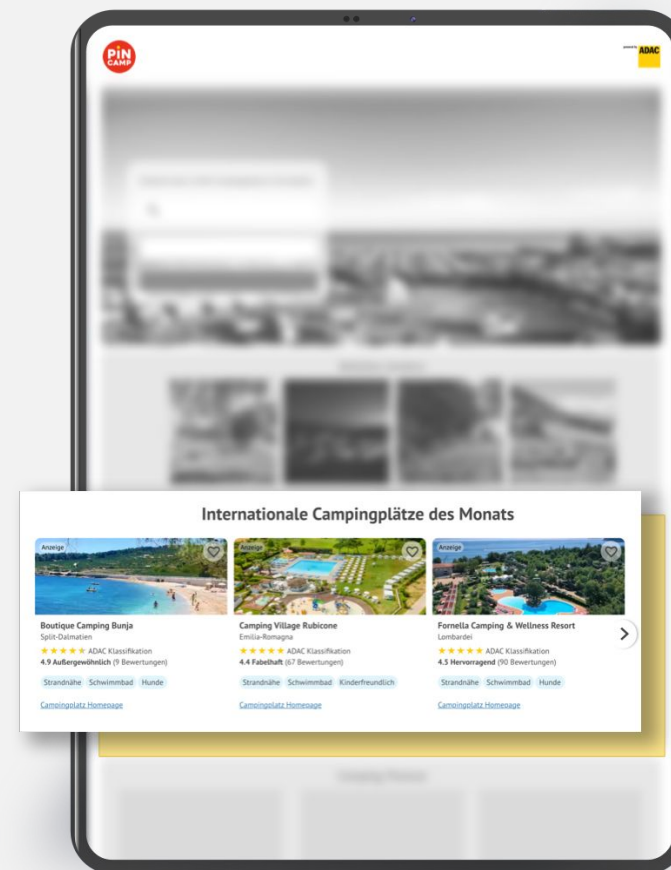 PiN
CAMP
powered by ADAC
Internationale Campingplätze des Monats
Anzeige
Boutique Camping Bunja
Split-Dalmatien
★★★★★ ADAC Klassifikation
4.9 Außergewöhnlich (9 Bewertungen)
Strandnähe Schwimmbad Hunde
Campingplatz Homepage
Anzeige
Camping Village Rubicone
Emilia-Romagna
★★★★★ ADAC Klassifikation
4.4 Fabelhaft (67 Bewertungen)
Strandnähe Schwimmbad Kinderfreundlich
Campingplatz Homepage
Anzeige
Fornella Camping & Wellness Resort
Lombardei
★★★★★ ADAC Klassifikation
4.5 Hervorragend (90 Bewertungen)
Strandnähe Schwimmbad Hunde
Campingplatz Homepage